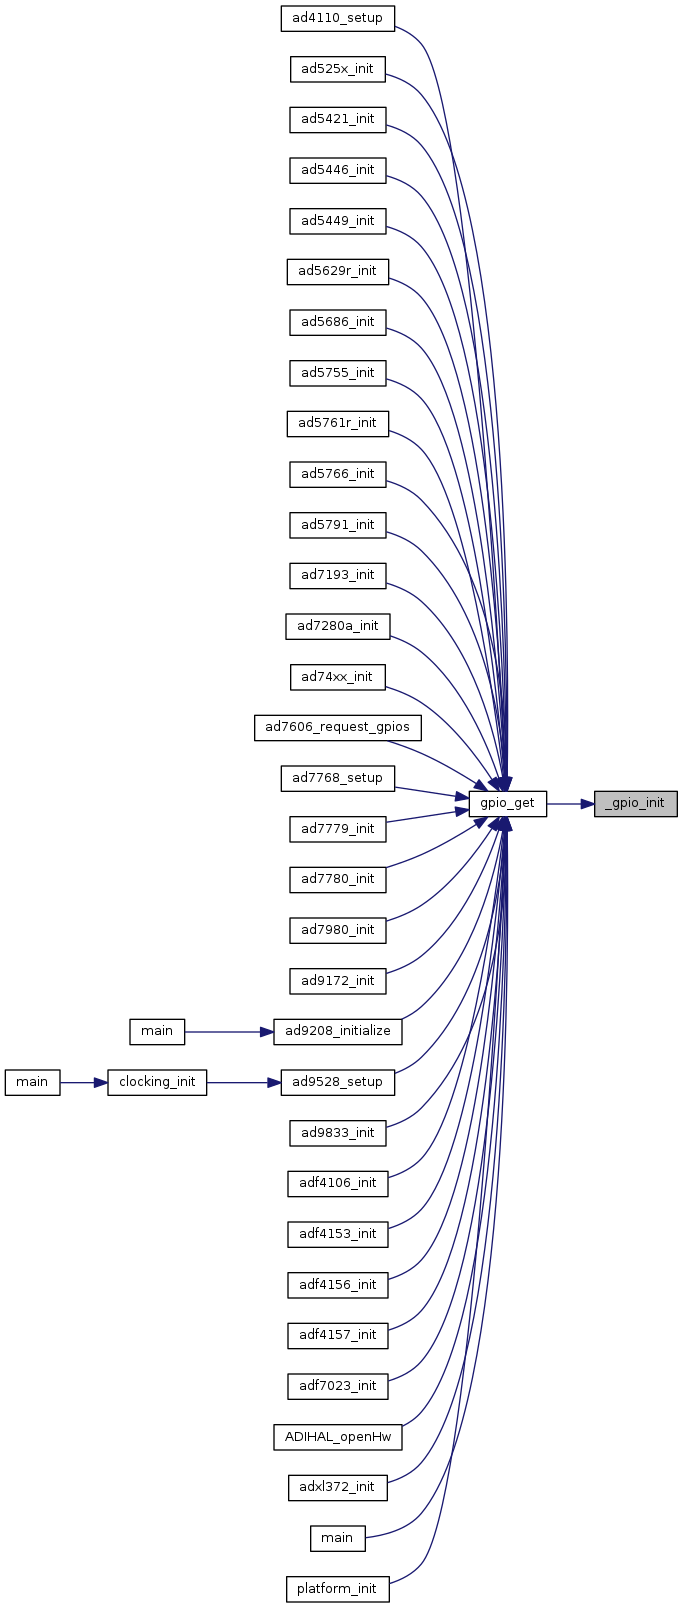 ad4110_setup
ad525x_init
ad5421_init
ad5446_init
ad5449_init
ad5629r_init
ad5686_init
ad5755_init
ad5761r_init
ad5766_init
ad5791_init
ad7193_init
ad7280a_init
ad74xx_init
ad7606_request_gpios
ad7768_setup
gpio_get
_gpio_init
ad7779_init
ad7780_init
ad7980_init
ad9172_init
main
ad9208_initialize
main
clocking_init
ad9528_setup
ad9833_init
adf4106_init
adf4153_init
adf4156_init
adf4157_init
adf7023_init
ADIHAL_openHw
adxl372_init
main
platform_init